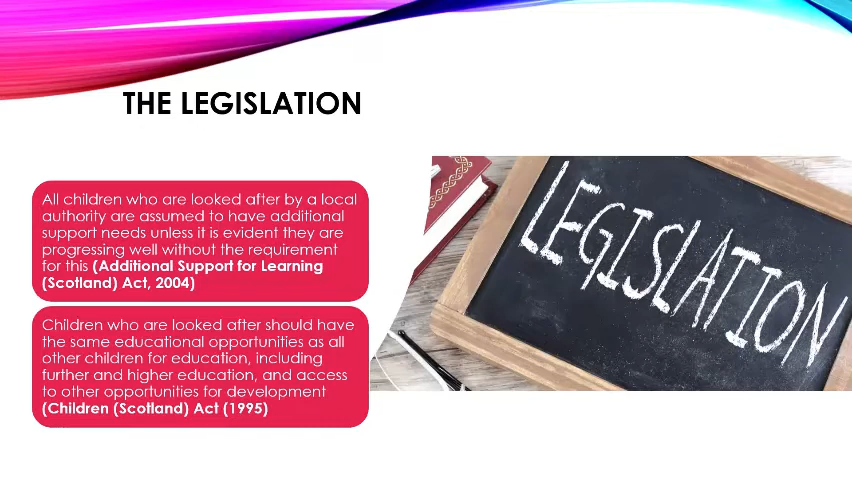 THE LEGISLATION
All children who are looked after by a local
authority are assumed to have additional
support needs unless it is evident they are
progressing well without the requirement
for this (Additional Support for Learning
(Scotland) Act, 2004)
Children who are looked after should have
the same educational opportunities as all
other children for education, including
further and higher education, and access
to other opportunities for development
(Children (Scotland) Act (1995)
LEGISLATION